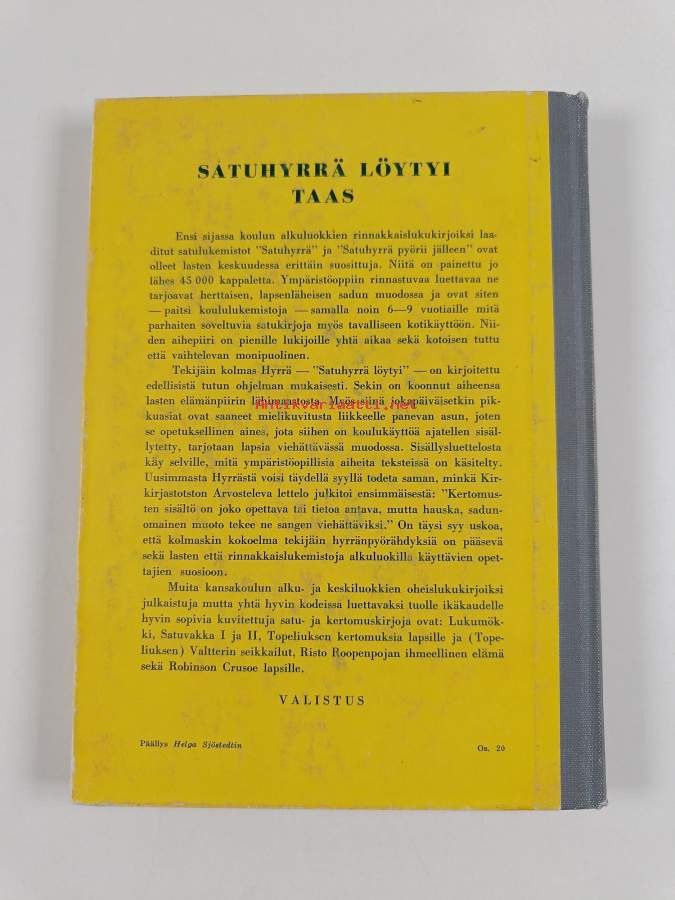 SATUHYRRÄ LÖYTYI
TAAS
Ensi sijassa koulun alkuluokkien rinnakkaislukukirjoiksi laa-
ditut satulukemistot "Satuhyrrä" ja "Satuhyrrä pyörii jälleen" ovat
olleet lasten keskuudessa erittäin suosittuja. Niitä on painettu jo
lähes 45 000 kappaletta. Ympäristöoppiin rinnastuvaa luettavaa ne
tarjoavat herttaisen, lapsenläheisen sadun muodossa ja ovat siten
— paitsi koululukemistoja — samalla noin 6—9 vuotiaille mitä
parhaiten soveltuvia satukirjoja myös tavalliseen kotikäyttöön. Nii-
den aihepiiri on pienille lukijoille yhtä aikaa sekä kotoisen tuttu
että vaihtelevan monipuolinen.
Tekijäin kolmas Hyrrä — "Satuhyrrä löytyi" — on kirjoitettu
edellisistä tutun ohjelman mukaisesti. Sekin on koonnut aiheensa
lasten elämänpiirin lähimaastosta. Myös siinä jokapäiväisetkin pik-
kuasiat ovat saaneet mielikuvitusta liikkeelle panevan asun, joten
se opetuksellinen aines, jota siihen on koulukäyttöä ajatellen sisäl-
lytetty, tarjotaan lapsia viehättävässä muodossa. Sisällysluettelosta
käy selville, mitä ympäristöopillisia aiheita teksteissä on käsitelty.
Uusimmasta Hyrrästä voisi täydellä syyllä todeta saman, minkä Kir-
kirjastotston Arvosteleva lettelo julkitoi ensimmäisestä: "Kertomus-
ten sisältö on joko opettava tai tietoa antava, mutta hauska, sadun-
omainen muoto tekee ne sangen viehättäviksi." On täysi syy uskoa,
että kolmaskin kokoelma tekijäin hyrränpyörähdyksiä on pääsevä
sekä lasten että rinnakkaislukemistoja alkuluokilla käyttävien opet-
tajien suosioon.
Muita kansakoulun alku- ja keskiluokkien oheislukukirjoiksi
julkaistuja mutta yhtä hyvin kodeissa luettavaksi tuolle ikäkaudelle
hyvin sopivia kuvitettuja satu- ja kertomuskirjoja ovat: Lukumök-
ki, Satuvakka I ja II, Topeliuksen kertomuksia lapsille ja (Tope-
liuksen) Valtterin seikkailut, Risto Roopenpojan ihmeellinen elämä
sekä Robinson Crusoe lapsille.
VALISTUS
Päällys Helga Sjöstedtin
Os. 20
Antikvariaatti.net